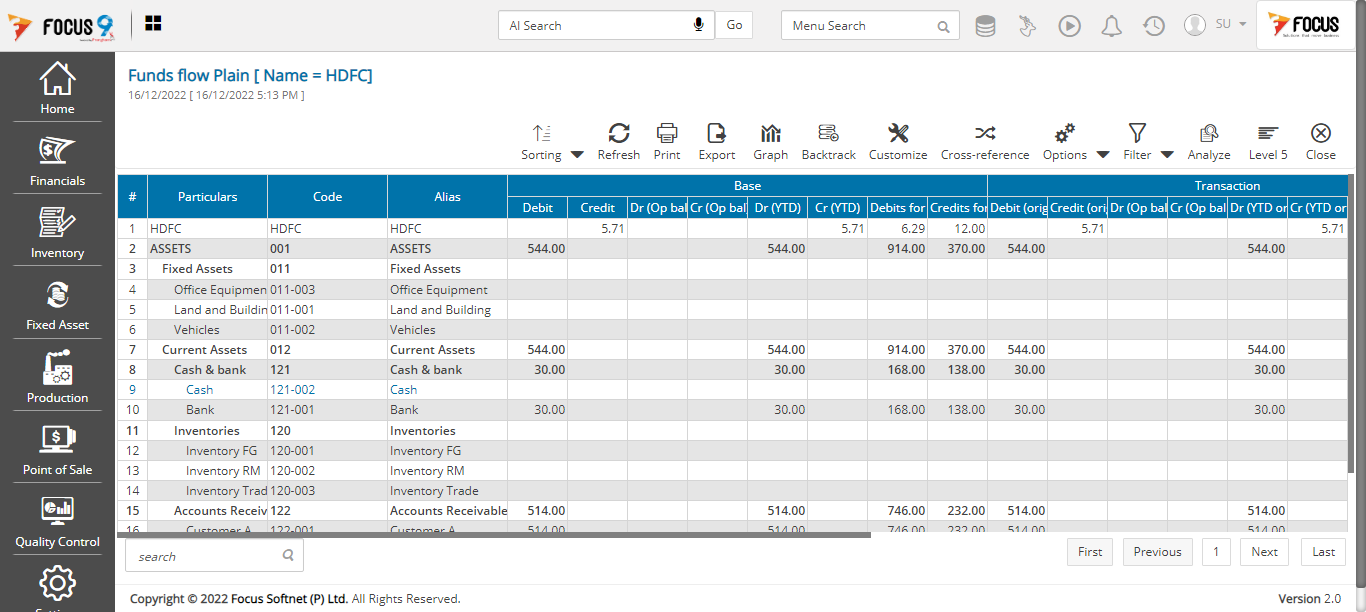 FOCUS 9
AI Search
Go
Menu Search
SU
FOCUS
Home
Financials
Inventory
Fixed Asset
Production
Point of Sale
Quality Control
Funds flow Plain [ Name = HDFC]
16/12/2022 [ 16/12/2022 5:13 PM ]
Sorting Refresh Print Export Graph Backtrack Customize Cross-reference Options Filter Analyze Level 5 Close
# Particulars Code Alias Base Transaction
Debit Credit Dr (Op bal Cr (Op bal Dr (YTD) Cr (YTD) Debits for Credits for Debit (orig Credit (ori Dr (Op bal Cr (Op bal Dr (YTD or Cr (YTD or
1 HDFC HDFC HDFC 5.71 5.71 6.29 12.00 5.71 5.71
2 ASSETS 001 ASSETS 544.00 544.00 914.00 370.00 544.00 544.00
3 Fixed Assets 011 Fixed Assets
4 Office Equipmen 011-003 Office Equipment
5 Land and Buildin 011-001 Land and Building
6 Vehicles 011-002 Vehicles
7 Current Assets 012 Current Assets 544.00 544.00 914.00 370.00 544.00 544.00
8 Cash & bank 121 Cash & bank 30.00 30.00 168.00 138.00 30.00 30.00
9 Cash 121-002 Cash
10 Bank 121-001 Bank 30.00 30.00 168.00 138.00 30.00 30.00
11 Inventories 120 Inventories
12 Inventory FG 120-001 Inventory FG
13 Inventory RM 120-002 Inventory RM
14 Inventory Trad 120-003 Inventory Trade
15 Accounts Receiv 122 Accounts Receivable 514.00 514.00 746.00 232.00 514.00 514.00
16 Customer A 122-001 Customer A 514.00 514.00 746.00 232.00 514.00 514.00
search
First Previous 1 Next Last
Copyright © 2022 Focus Softnet (P) Ltd. All Rights Reserved.
Version 2.0